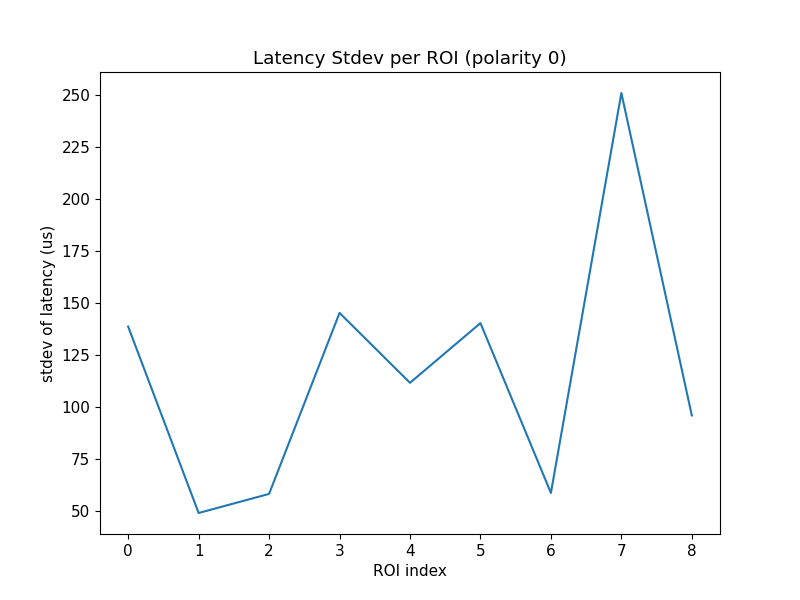 Latency Stdev per ROI (polarity 0)
stdev of latency (us)
250
225
200
175
150
125
100
75
50
0 1 2 3 4 5 6 7 8
ROI index